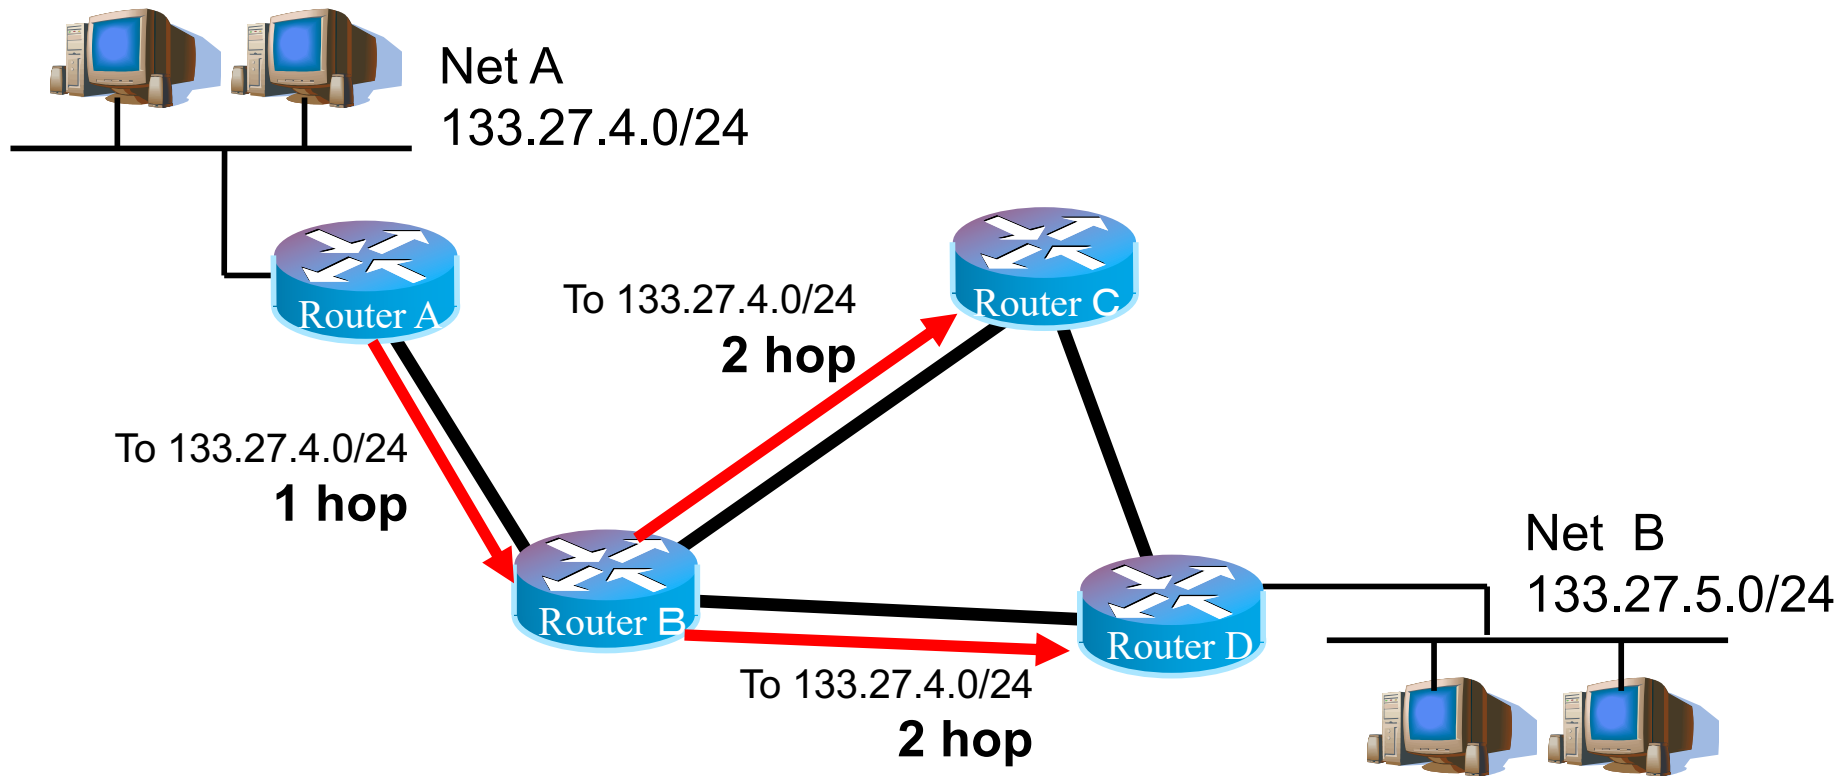 Net A
133.27.4.0/24
Router A
Router C
To 133.27.4.0/24
2 hop
To 133.27.4.0/24
1 hop
Net B
133.27.5.0/24
Router B
Router D
To 133.27.4.0/24
2 hop